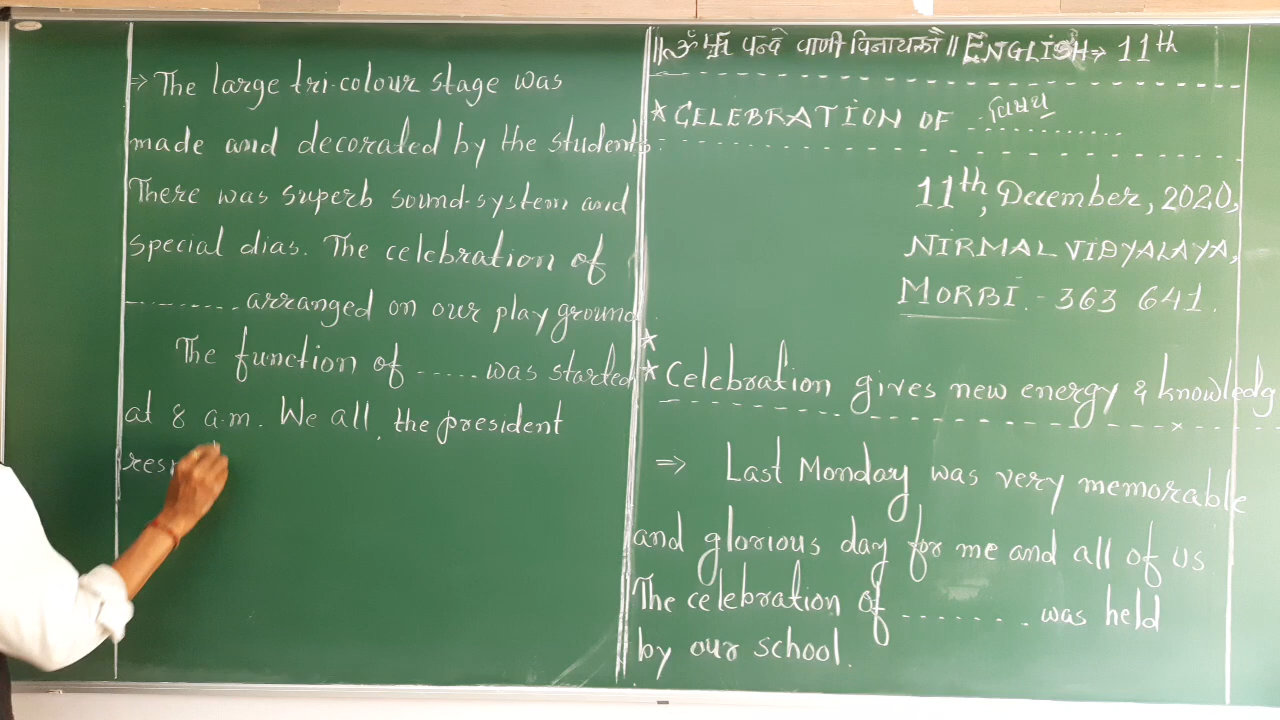 ॥ ॐ 卐 वन्दे वाणी विनायकौ ॥ ENGLISH → 11th
* CELEBRATION OF ............
વિષય
11th, December, 2020,
NIRMAL VIDYALAYA,
MORBI. - 363 641.
*
* Celebration gives new energy & knowledg
⇒ Last Monday was very memorable
and glorious day for me and all of us
The celebration of ........ was held
by our school.
→ The large tri-colour stage was
made and decorated by the students.
There was superb sound-system and
special dias. The celebration of
.......... arranged on our play ground.
The function of ...... was started
at 8 a.m. We all, the president